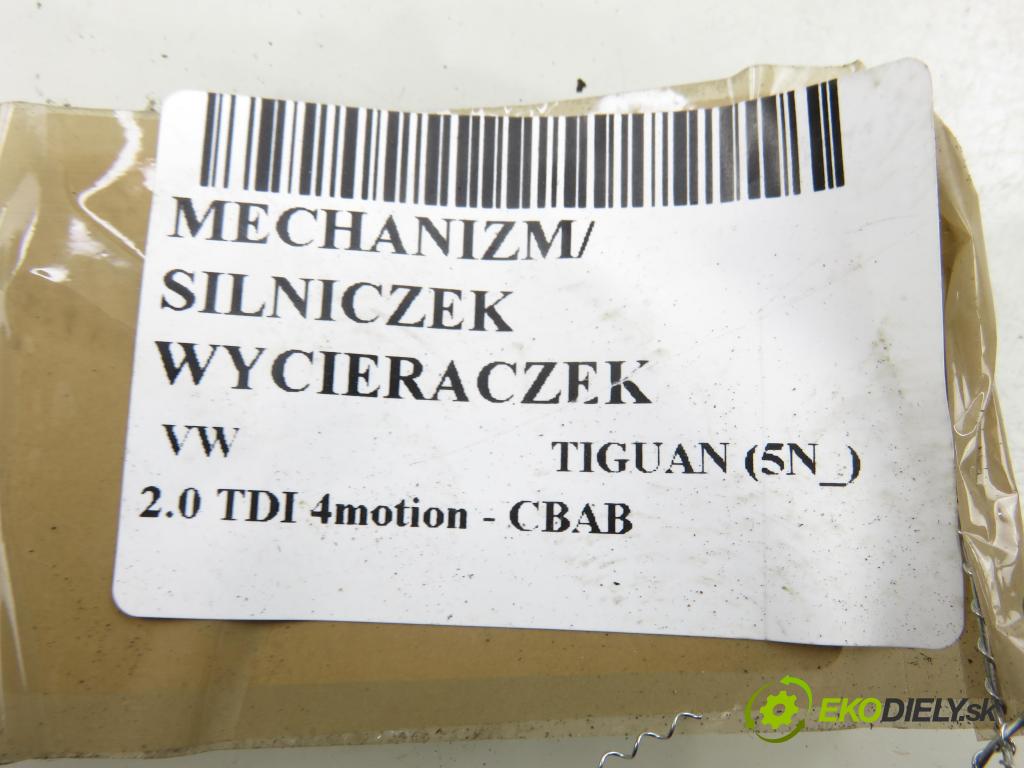 MECHANIZM/
SILNICZEK
WYCIERACZEK
VW TIGUAN (5N_)
2.0 TDI 4motion - CBAB
EKODIELY.sk